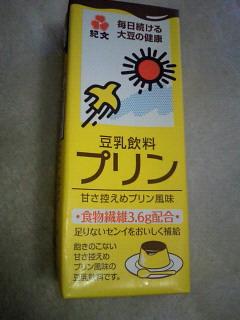 紀文
毎日続ける
大豆の健康
豆乳飲料
プリン
甘さ控えめプリン風味
・食物繊維3.6g配合・
足りないセンイをおいしく補給
飽きのこない
甘さ控えめ
プリン風味の
豆乳飲料です。